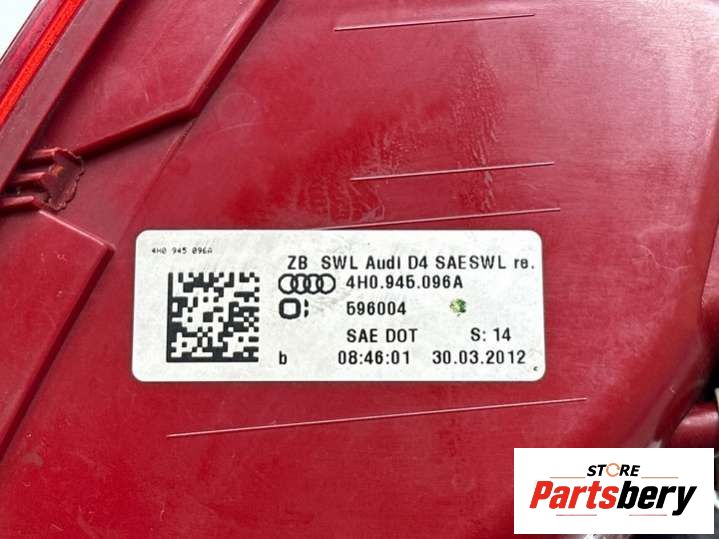 4H0 945 096A
ZB SWL Audi D4 SAESWL re.
4H0.945.096A
596004
SAE DOT S: 14
b 08:46:01 30.03.2012
STORE
Partsbery